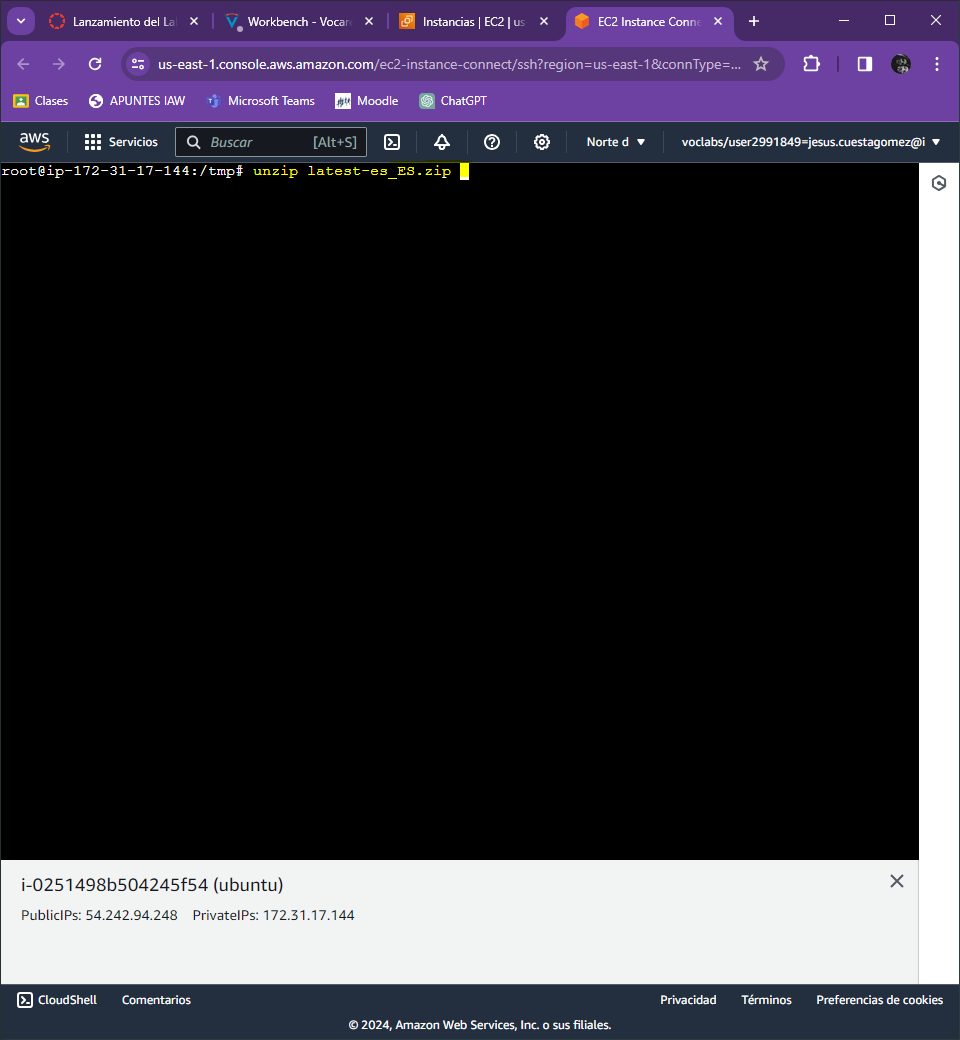 Lanzamiento del La
Workbench - Vocar
Instancias | EC2 | us
EC2 Instance Conne
us-east-1.console.aws.amazon.com/ec2-instance-connect/ssh?region=us-east-1&connType=...
Clases
APUNTES IAW
Microsoft Teams
Moodle
ChatGPT
aws
Servicios
Buscar
[Alt+S]
Norte d
voclabs/user2991849=jesus.cuestagomez@i
root@ip-172-31-17-144:/tmp# unzip latest-es_ES.zip
i-0251498b504245f54 (ubuntu)
PublicIPs: 54.242.94.248 PrivateIPs: 172.31.17.144
CloudShell
Comentarios
Privacidad
Términos
Preferencias de cookies
© 2024, Amazon Web Services, Inc. o sus filiales.